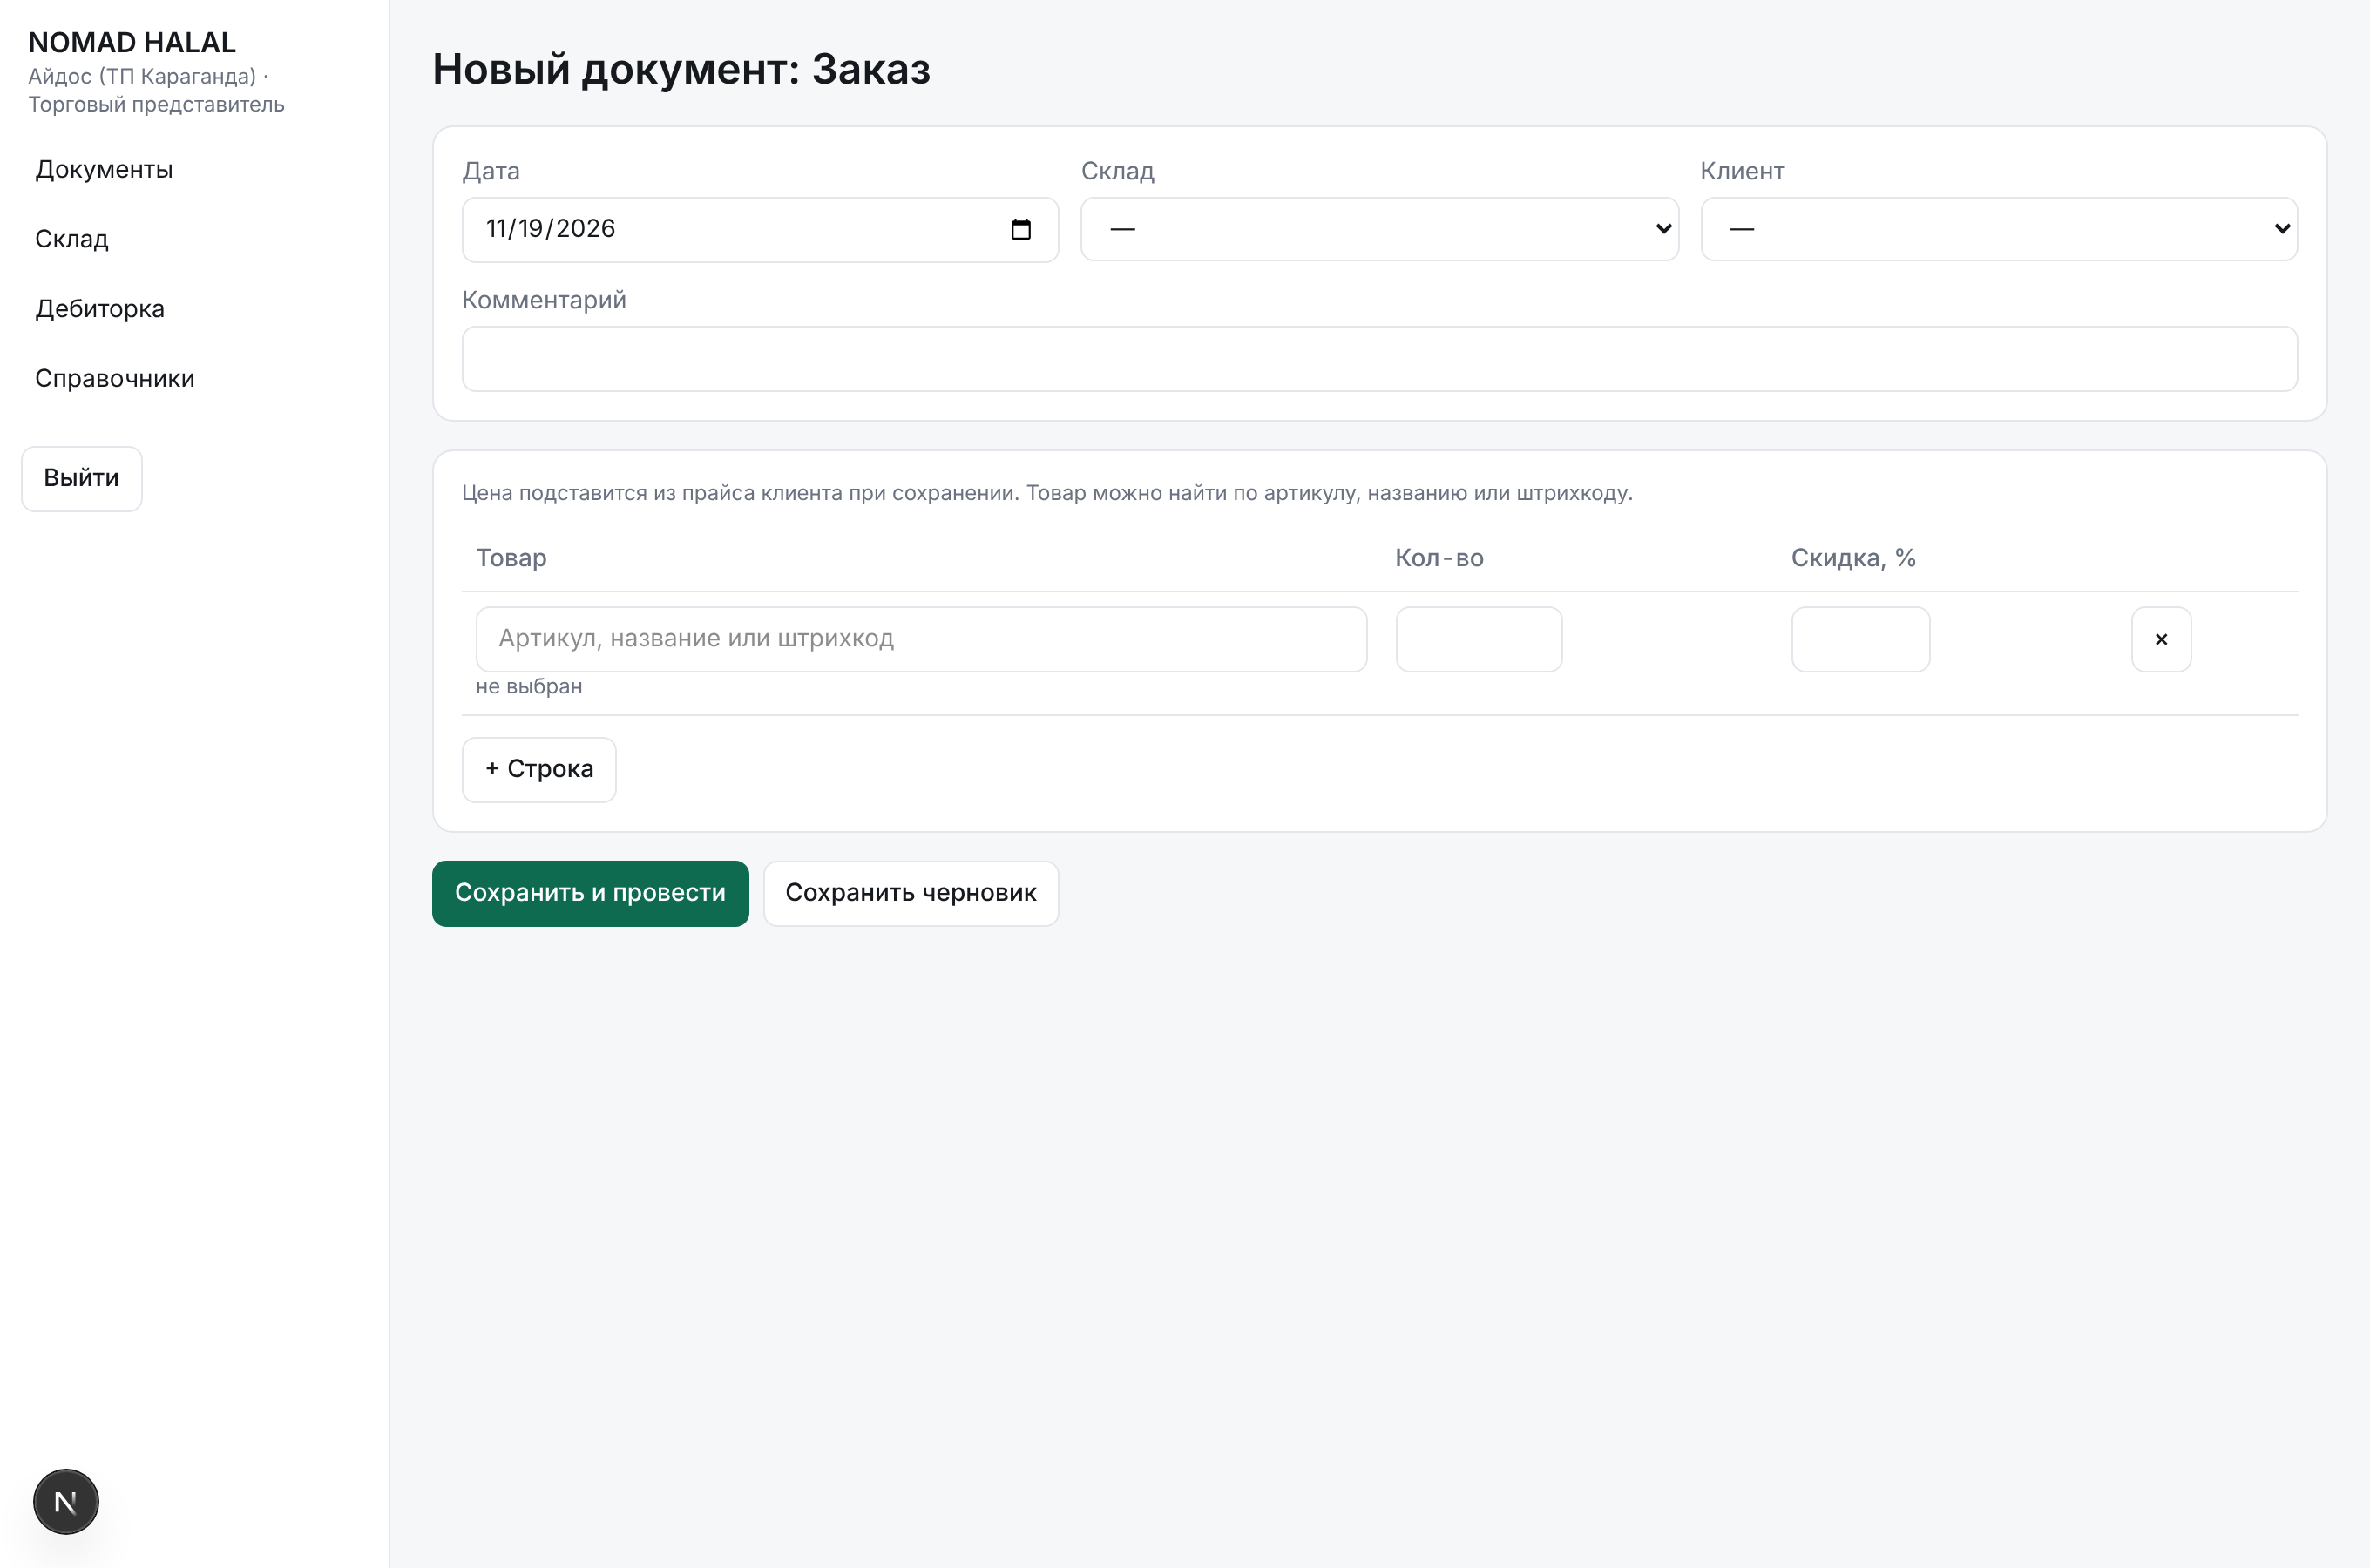 NOMAD HALAL
Айдос (ТП Караганда) ·
Торговый представитель
Документы
Склад
Дебиторка
Справочники
Выйти
Новый документ: Заказ
Дата
Склад
Клиент
11/19/2026
—
—
Комментарий
Цена подставится из прайса клиента при сохранении. Товар можно найти по артикулу, названию или штрихкоду.
Товар
Кол-во
Скидка, %
Артикул, название или штрихкод
×
не выбран
+ Строка
Сохранить и провести
Сохранить черновик
N